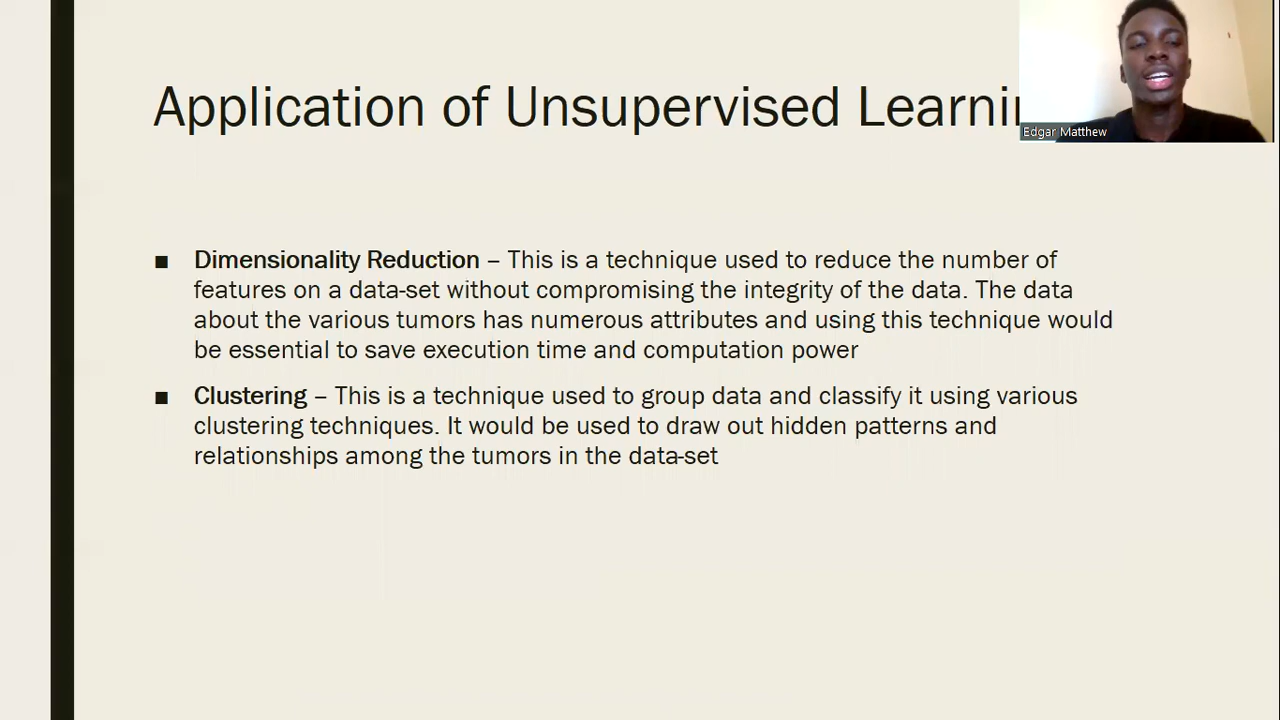 Application of Unsupervised Learnin
Edgar Matthew
■ Dimensionality Reduction – This is a technique used to reduce the number of
features on a data-set without compromising the integrity of the data. The data
about the various tumors has numerous attributes and using this technique would
be essential to save execution time and computation power
■ Clustering – This is a technique used to group data and classify it using various
clustering techniques. It would be used to draw out hidden patterns and
relationships among the tumors in the data-set